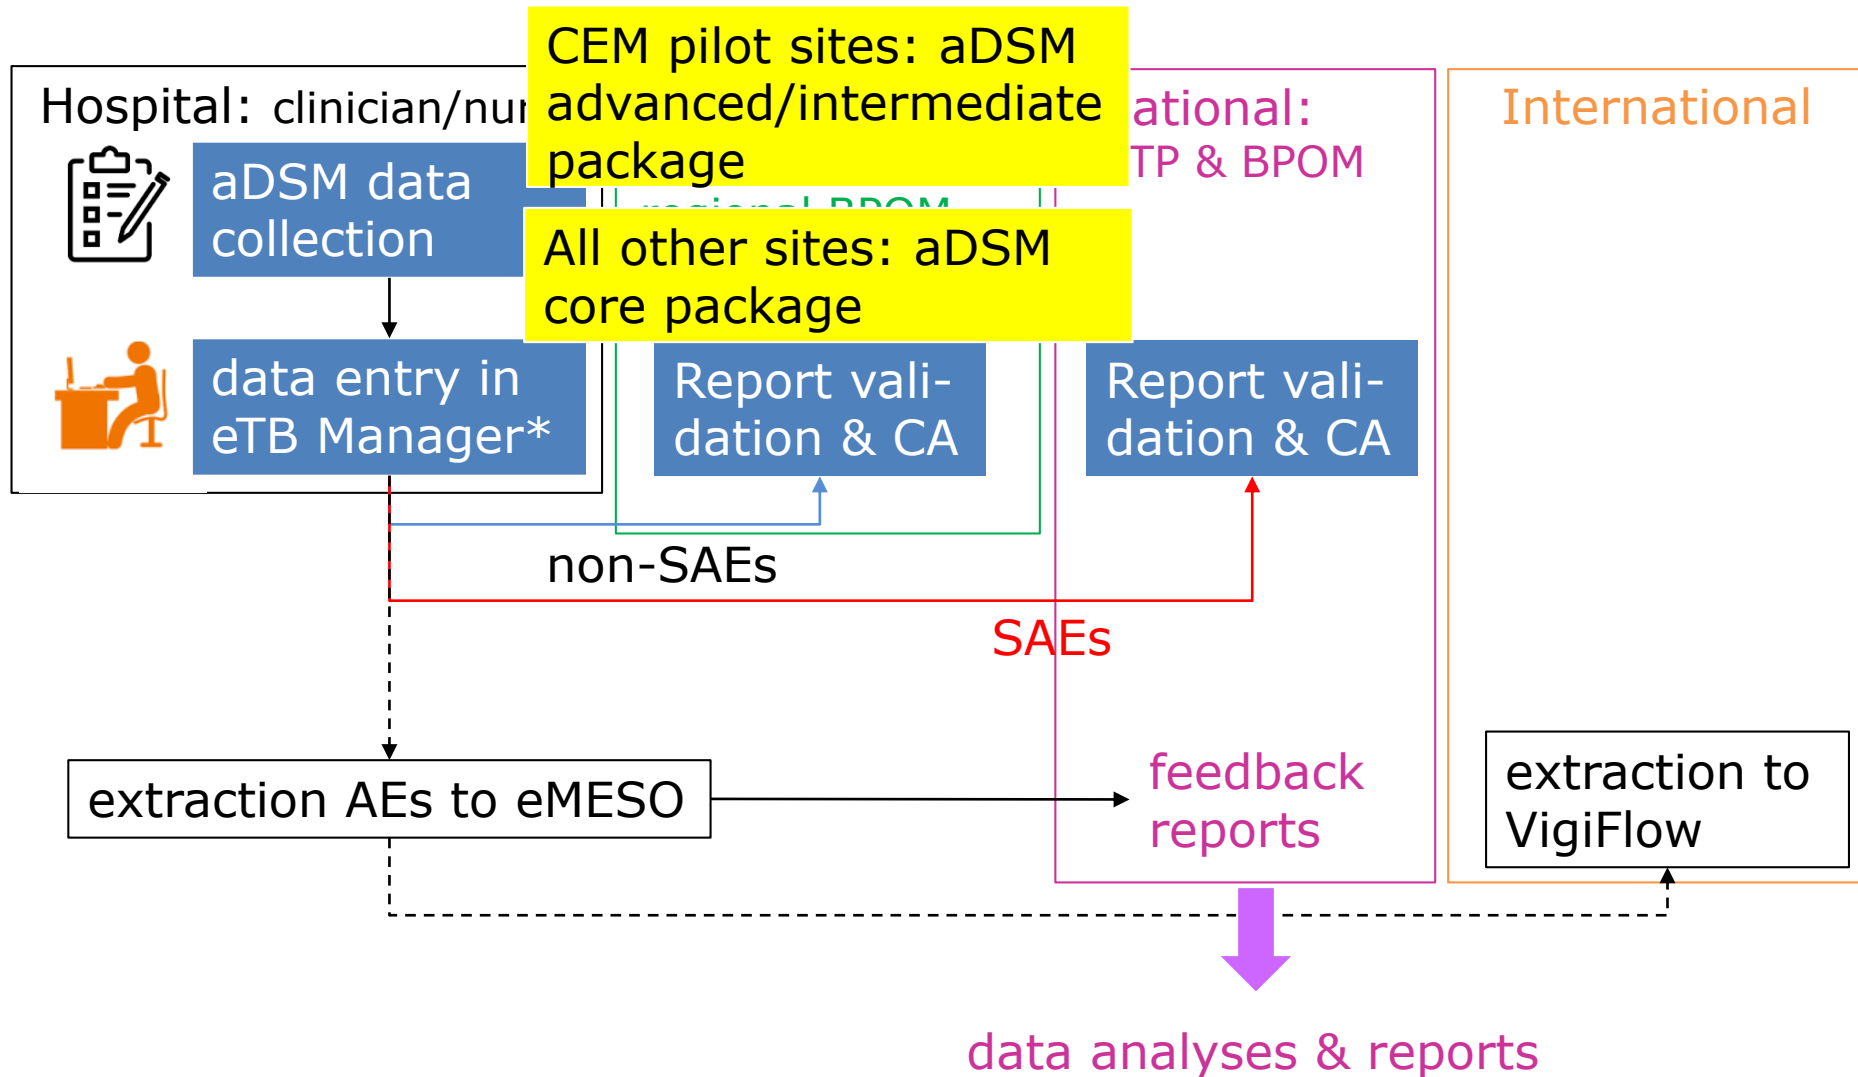 CEM pilot sites: aDSM
advanced/intermediate
package
Hospital: clinician/nur
aDSM data
collection
All other sites: aDSM
core package
data entry in
eTB Manager*
regional BPOM
Report vali-
dation & CA
ational:
TP & BPOM
Report vali-
dation & CA
International
non-SAEs
SAEs
extraction AEs to eMESO
feedback
reports
extraction to
VigiFlow
data analyses & reports